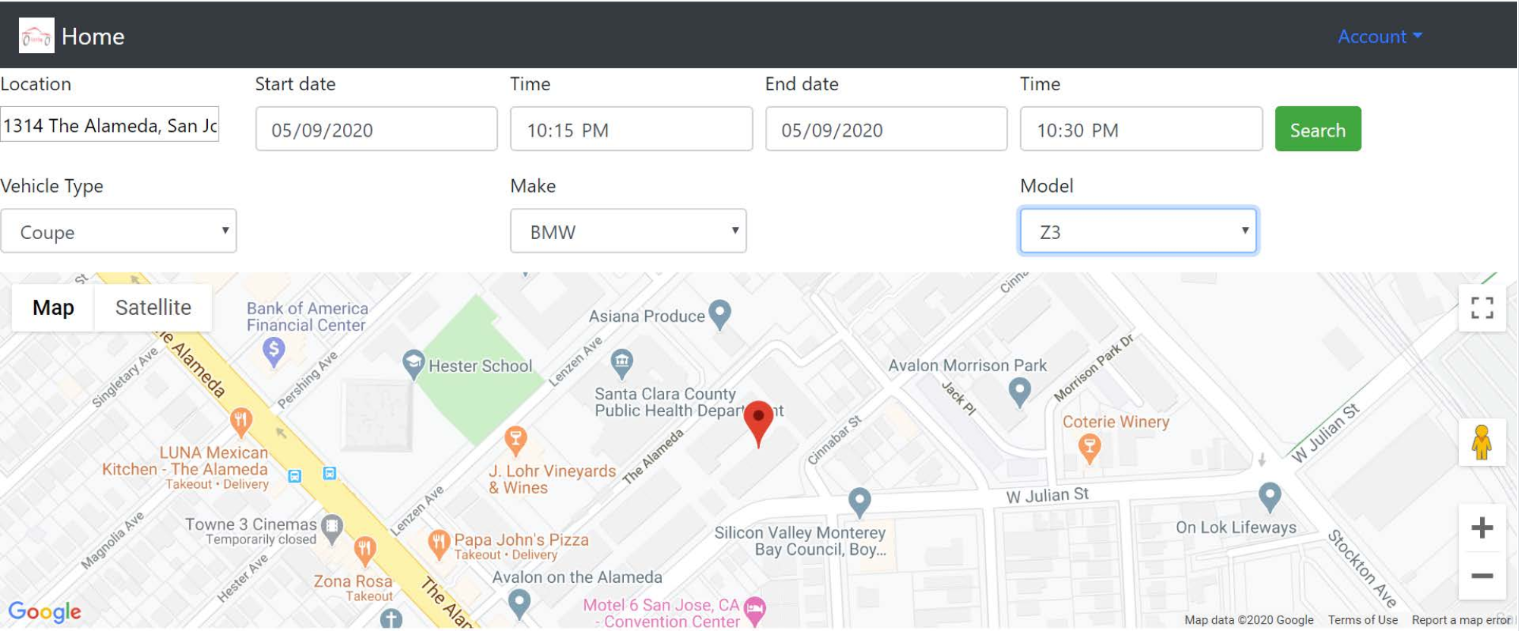 Home
Account
Location
Start date
Time
End date
Time
1314 The Alameda, San Jc
05/09/2020
10:15 PM
05/09/2020
10:30 PM
Search
Vehicle Type
Make
Model
Coupe
BMW
Z3
Map
Satellite
Bank of America
Financial Center
Asiana Produce
Hester School
Lenzen Ave
Santa Clara County
Public Health Department
Avalon Morrison Park
Morrison Park Dr
Jack Pl
Coterie Winery
Cinnabar St
W Julian St
Singletary Ave
The Alameda
Pershing Ave
LUNA Mexican
Kitchen - The Alameda
Takeout • Delivery
J. Lohr Vineyards
& Wines
The Alameda
W Julian St
Magnolia Ave
Towne 3 Cinemas
Temporarily closed
Lenzen Ave
Papa John's Pizza
Takeout • Delivery
Silicon Valley Monterey
Bay Council, Boy...
On Lok Lifeways
Stockton Ave
Hester Ave
Zona Rosa
Takeout
The Ala
Avalon on the Alameda
Motel 6 San Jose, CA
- Convention Center
Google
Map data ©2020 Google
Terms of Use
Report a map error